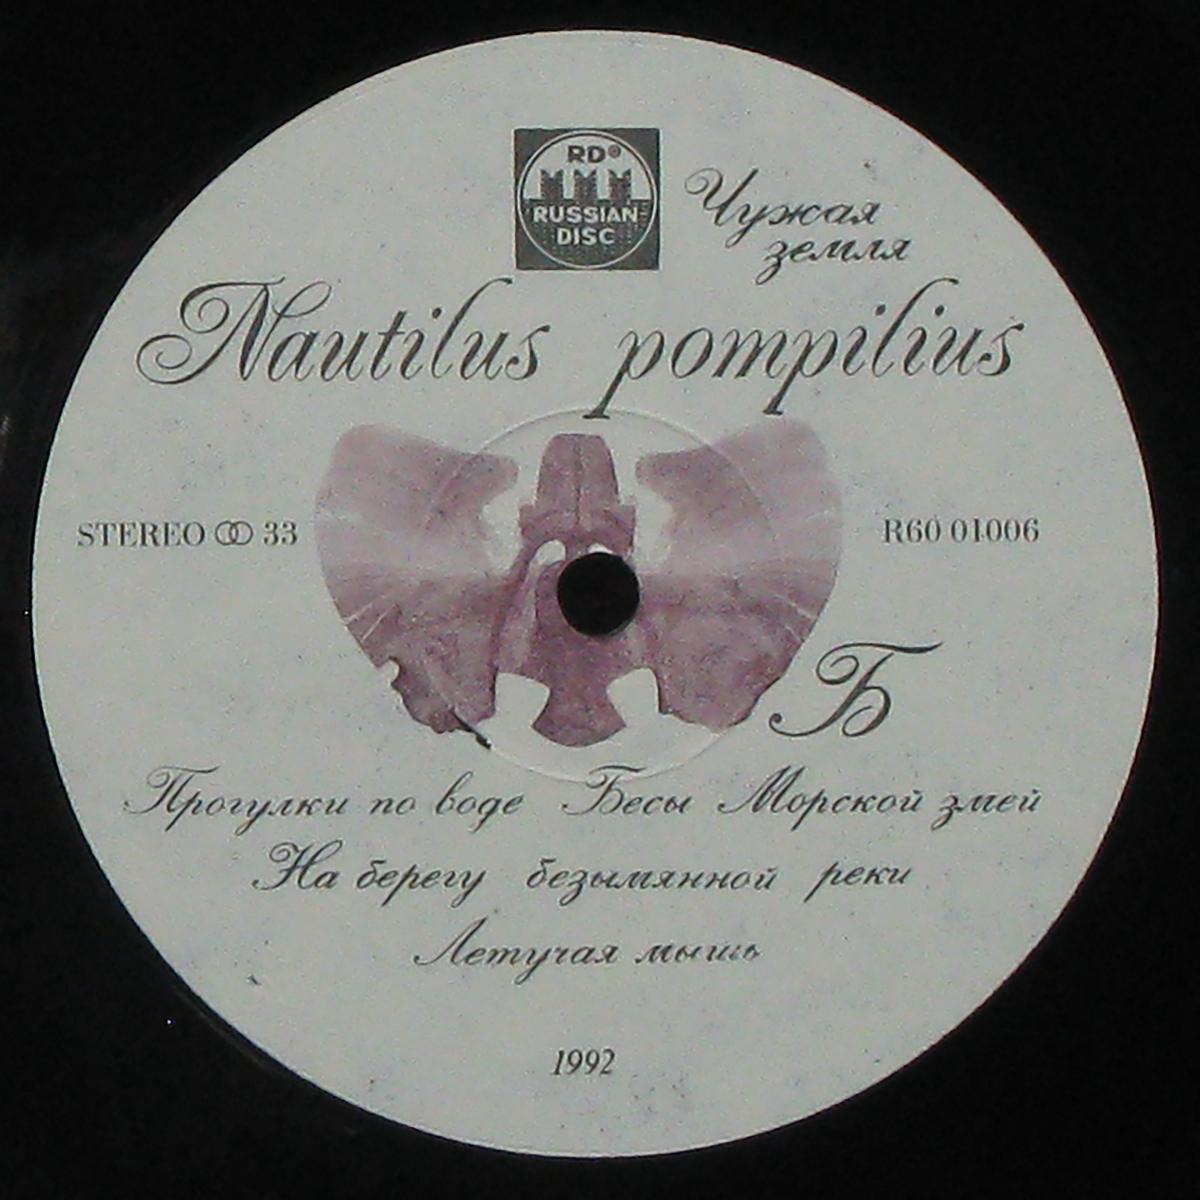 RD®
RUSSIAN
DISC
Чужая
земля
Nautilus pompilius
STEREO 33
R60 01006
Б
Прогулки по воде Бесы Морской змей
На берегу безымянной реки
Летучая мышь
1992